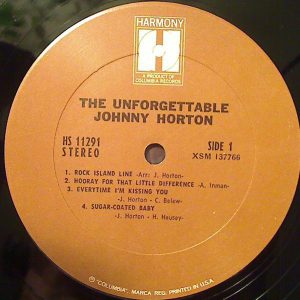 HARMONY
H
A PRODUCT OF
COLUMBIA RECORDS
THE UNFORGETTABLE
JOHNNY HORTON
HS 11291
STEREO
SIDE 1
XSM 137766
1. ROCK ISLAND LINE -Arr: J. Horton-
2. HOORAY FOR THAT LITTLE DIFFERENCE -A. Inman-
3. EVERYTIME I'M KISSING YOU
-J. Horton - C. Belew-
4. SUGAR-COATED BABY
-J. Horton - H. Hausey-
Ⓟ "COLUMBIA", MARCA REG. PRINTED IN U.S.A.